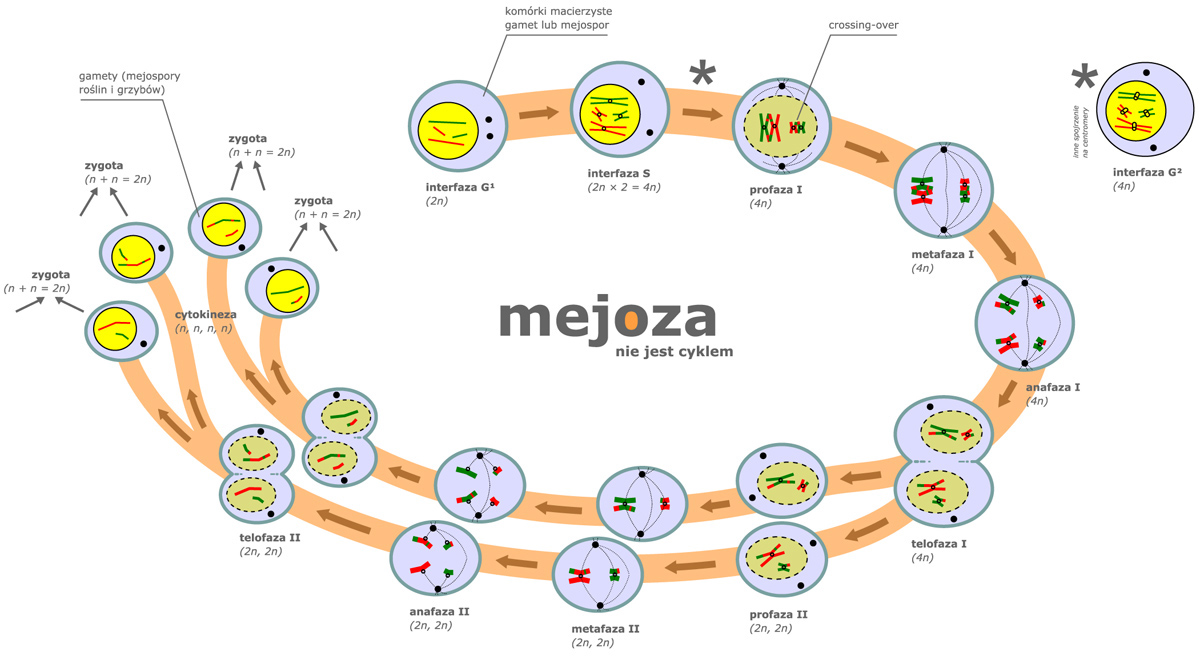 komórki macierzyste
gamet lub mejospor
crossing-over
gamety (mejospory
roślin i grzybów)
*
*
inne spojrzenie
na centromery
zygota
(n + n = 2n)
zygota
(n + n = 2n)
zygota
(n + n = 2n)
zygota
(n + n = 2n)
interfaza G¹
(2n)
interfaza S
(2n × 2 = 4n)
profaza I
(4n)
interfaza G²
(4n)
metafaza I
(4n)
anafaza I
(4n)
telofaza I
(4n)
cytokineza
(n, n, n, n)
mejoza
nie jest cyklem
telofaza II
(2n, 2n)
anafaza II
(2n, 2n)
metafaza II
(2n, 2n)
profaza II
(2n, 2n)